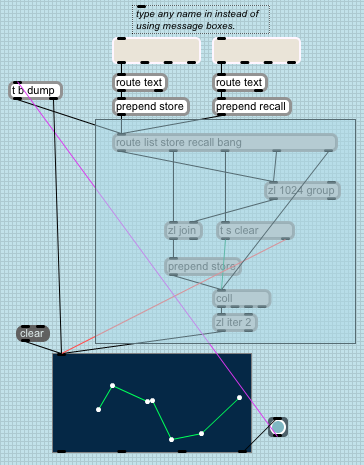 type any name in instead of
using message boxes.
route text
route text
t b dump
prepend store
prepend recall
route list store recall bang
zl 1024 group
zl join
t s clear
prepend store
coll
zl iter 2
clear